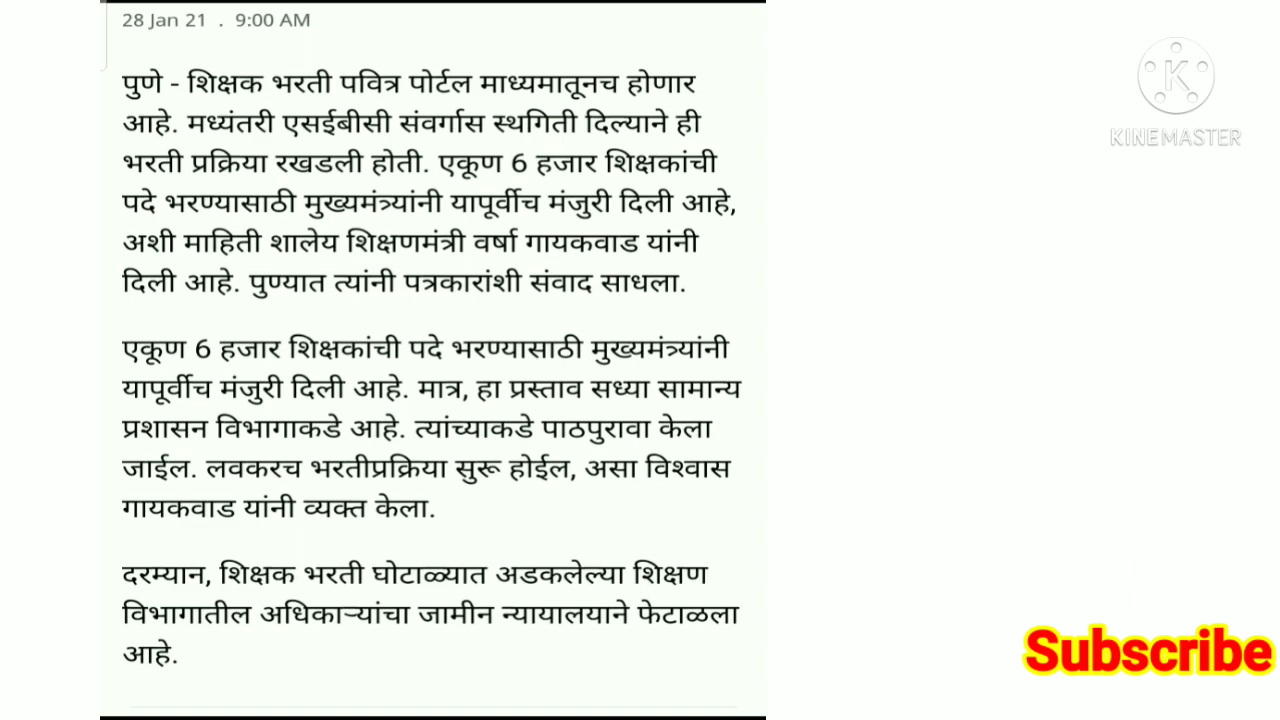 28 Jan 21 . 9:00 AM
पुणे - शिक्षक भरती पवित्र पोर्टल माध्यमातूनच होणार
आहे. मध्यंतरी एसईबीसी संवर्गास स्थगिती दिल्याने ही
भरती प्रक्रिया रखडली होती. एकूण 6 हजार शिक्षकांची
पदे भरण्यासाठी मुख्यमंत्र्यांनी यापूर्वीच मंजुरी दिली आहे,
अशी माहिती शालेय शिक्षणमंत्री वर्षा गायकवाड यांनी
दिली आहे. पुण्यात त्यांनी पत्रकारांशी संवाद साधला.
एकूण 6 हजार शिक्षकांची पदे भरण्यासाठी मुख्यमंत्र्यांनी
यापूर्वीच मंजुरी दिली आहे. मात्र, हा प्रस्ताव सध्या सामान्य
प्रशासन विभागाकडे आहे. त्यांच्याकडे पाठपुरावा केला
जाईल. लवकरच भरतीप्रक्रिया सुरू होईल, असा विश्वास
गायकवाड यांनी व्यक्त केला.
दरम्यान, शिक्षक भरती घोटाळ्यात अडकलेल्या शिक्षण
विभागातील अधिकाऱ्यांचा जामीन न्यायालयाने फेटाळला
आहे.
K
KINEMASTER
Subscribe